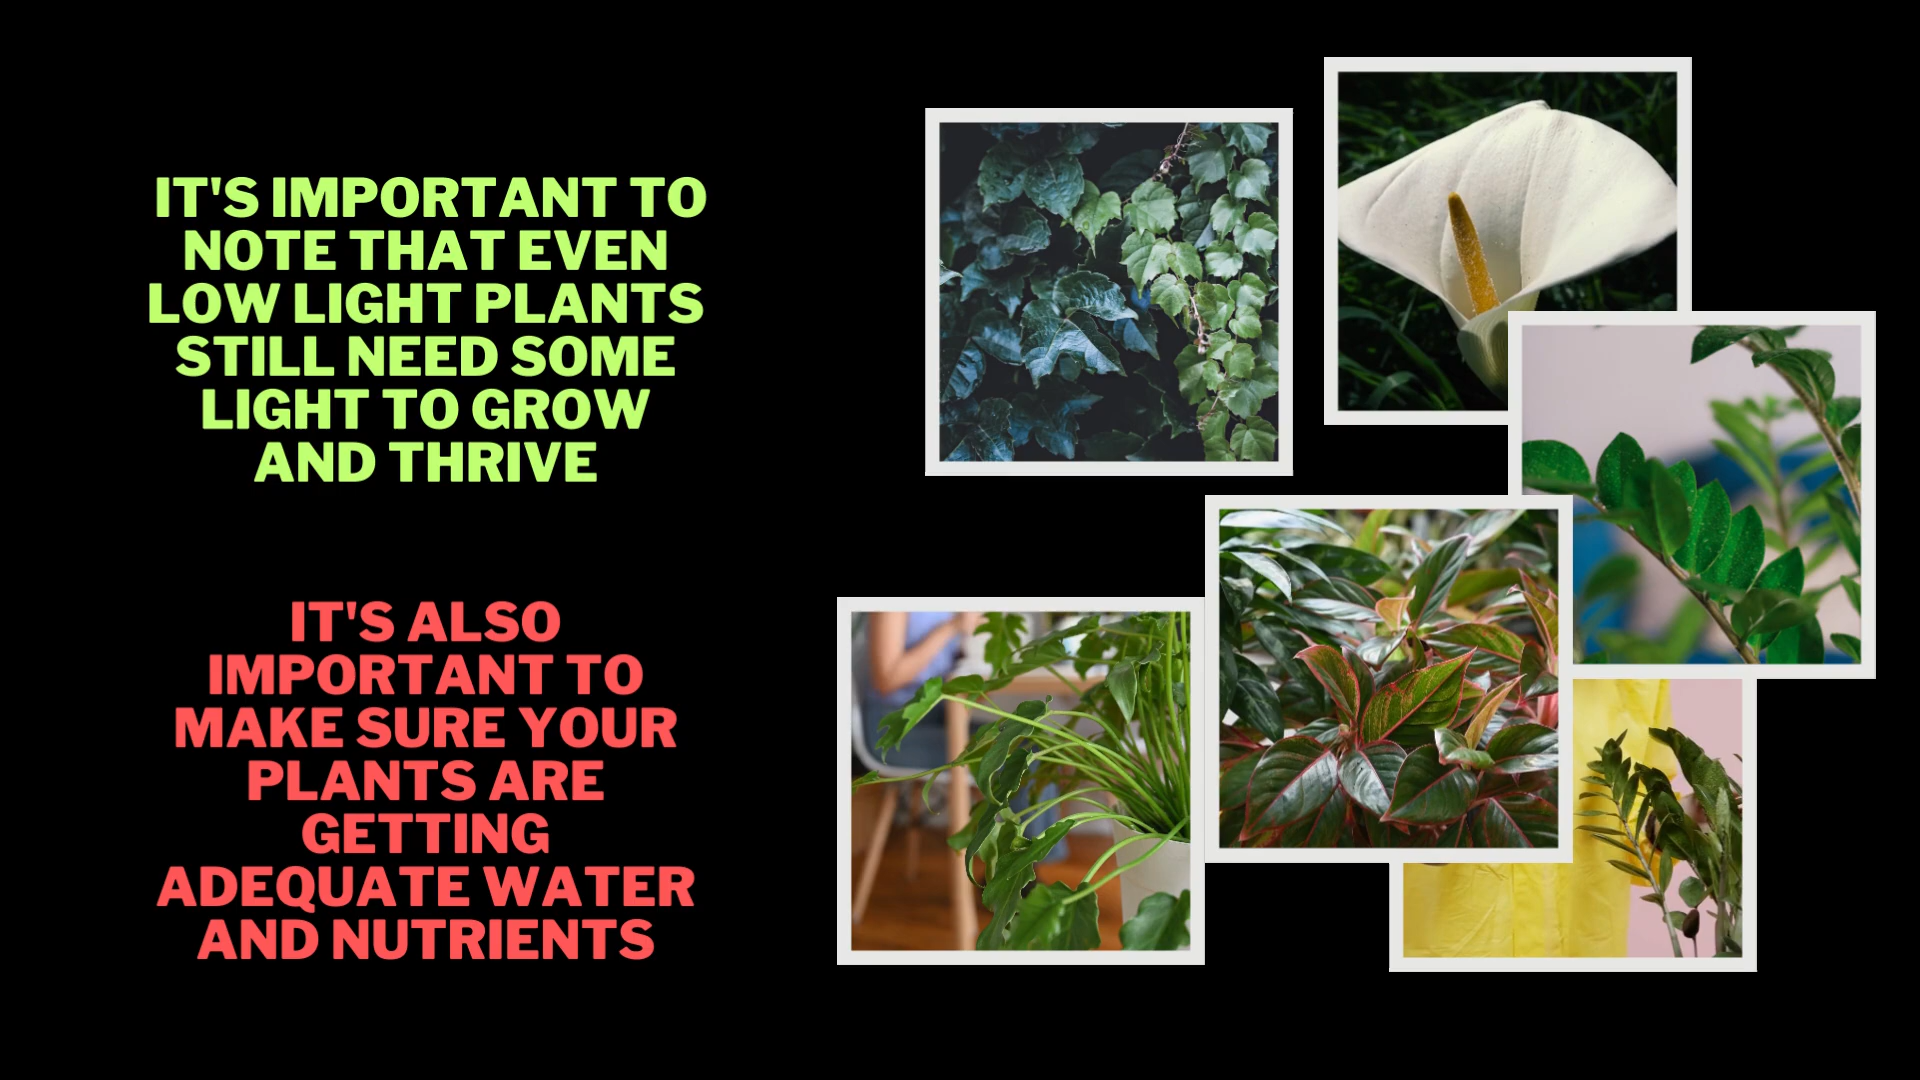 IT'S IMPORTANT TO
NOTE THAT EVEN
LOW LIGHT PLANTS
STILL NEED SOME
LIGHT TO GROW
AND THRIVE
IT'S ALSO
IMPORTANT TO
MAKE SURE YOUR
PLANTS ARE
GETTING
ADEQUATE WATER
AND NUTRIENTS